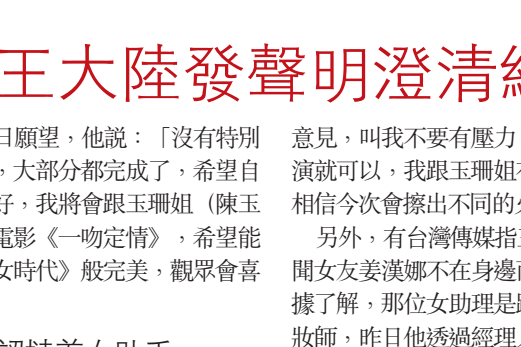 王大陸發聲明澄清
日願望，他説：「沒有特別
，大部分都完成了，希望自
好，我將會跟玉珊姐（陳玉
電影《一吻定情》，希望能
女時代》般完美，觀眾會喜
意見，叫我不要有壓力
演就可以，我跟玉珊姐
相信今次會擦出不同的
另外，有台灣傳媒指
聞女友姜漢娜不在身邊
據了解，那位女助理是
妝師，昨日他透過經理